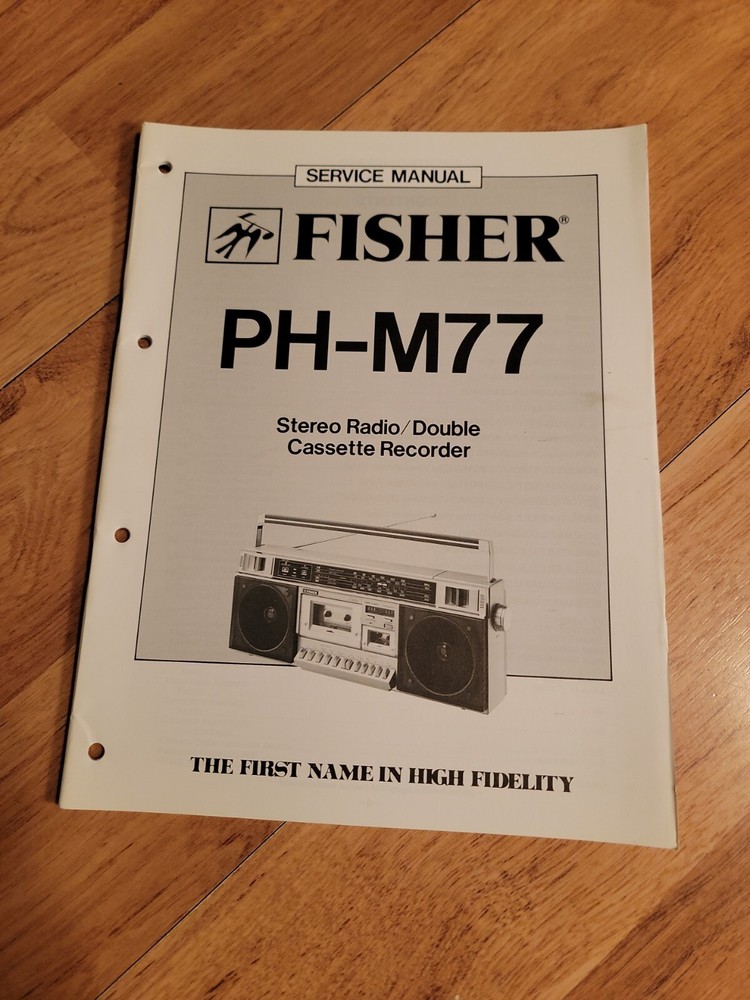 SERVICE MANUAL
FISHER®
PH-M77
Stereo Radio/Double
Cassette Recorder
THE FIRST NAME IN HIGH FIDELITY